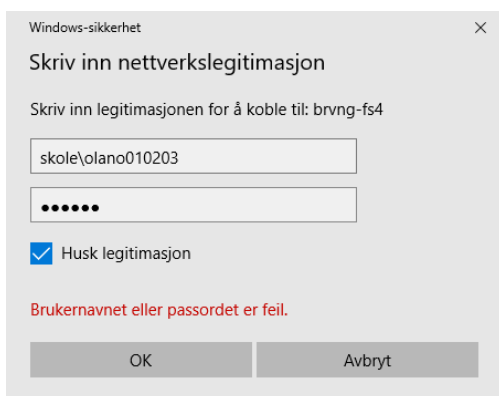 Windows-sikkerhet
Skriv inn nettverkslegitimasjon
Skriv inn legitimasjonen for å koble til: brvng-fs4
skole\olano010203
●●●●●●
Husk legitimasjon
Brukernavnet eller passordet er feil.
OK
Avbryt